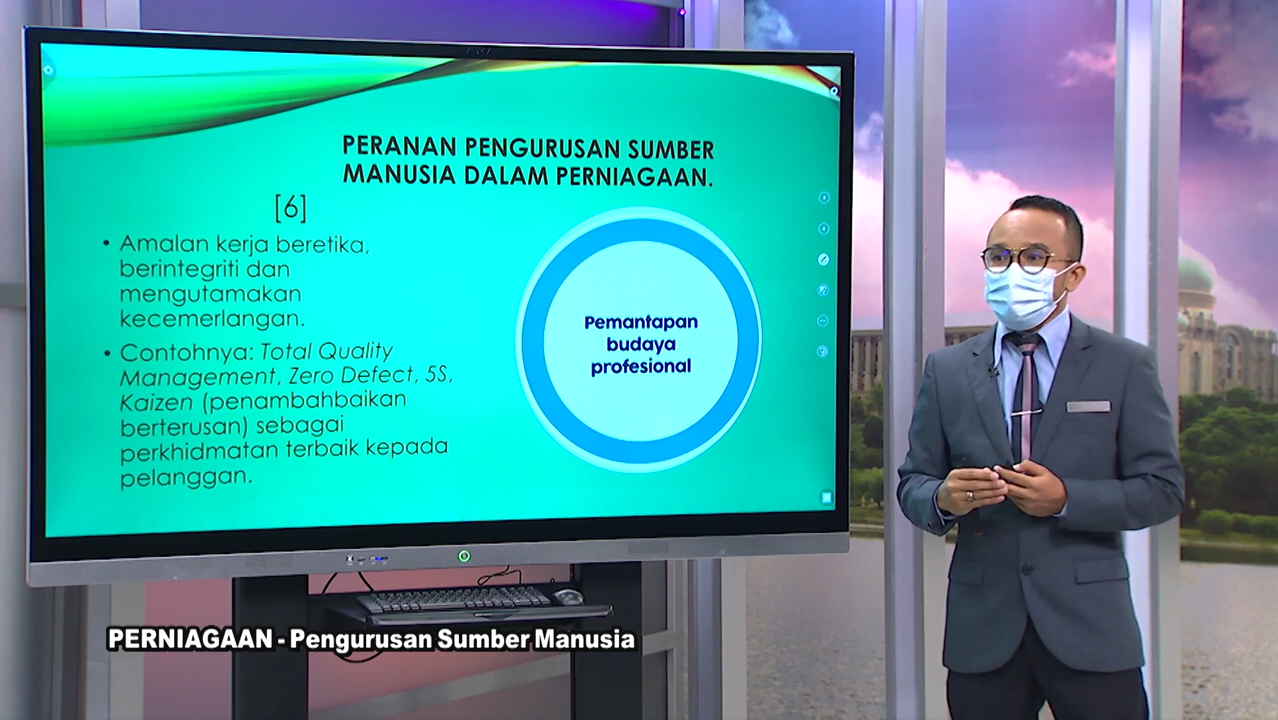 PERANAN PENGURUSAN SUMBER
MANUSIA DALAM PERNIAGAAN.
[6]
• Amalan kerja beretika,
berintegriti dan
mengutamakan
kecemerlangan.
• Contohnya: Total Quality
Management, Zero Defect, 5S,
Kaizen (penambahbaikan
berterusan) sebagai
perkhidmatan terbaik kepada
pelanggan.
Pemantapan
budaya
profesional
PERNIAGAAN - Pengurusan Sumber Manusia